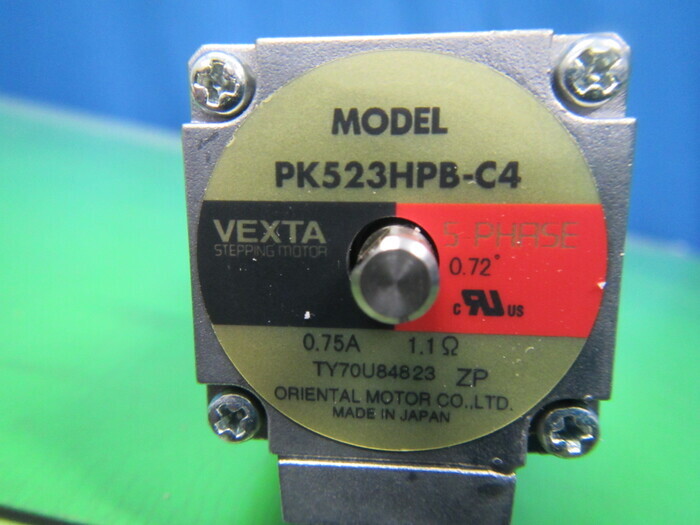 MODEL
PK523HPB-C4
VEXTA
STEPPING MOTOR
5 PHASE
0.72°
c RU US
0.75A 1.1Ω
TY70U84823 ZP
ORIENTAL MOTOR CO.,LTD.
MADE IN JAPAN